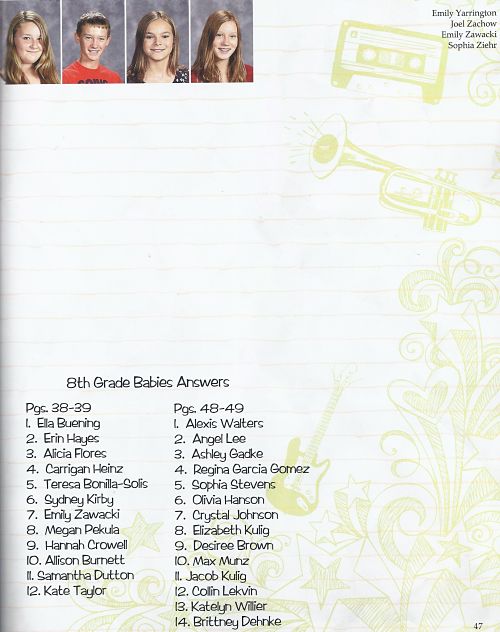 Emily Yarrington
Joel Zachow
Emily Zawacki
Sophia Ziehr
8th Grade Babies Answers
Pgs. 38-39
1. Ella Buening
2. Erin Hayes
3. Alicia Flores
4. Carrigan Heinz
5. Teresa Bonilla-Solis
6. Sydney Kirby
7. Emily Zawacki
8. Megan Pekula
9. Hannah Crowell
10. Allison Burnett
11. Samantha Dutton
12. Kate Taylor
Pgs. 48-49
1. Alexis Walters
2. Angel Lee
3. Ashley Gadke
4. Regina Garcia Gomez
5. Sophia Stevens
6. Olivia Hanson
7. Crystal Johnson
8. Elizabeth Kulig
9. Desiree Brown
10. Max Munz
11. Jacob Kulig
12. Collin Lekvin
13. Katelyn Willier
14. Brittney Dehnke
47